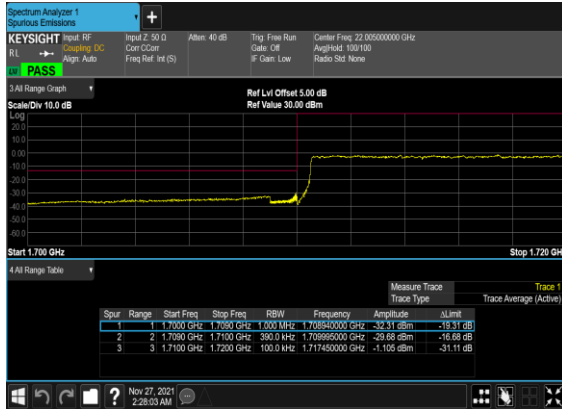 Spectrum Analyzer 1
Spurious Emissions
+
KEYSIGHT Input: RF Input Z: 50 Ω Atten: 40 dB Trig: Free Run Center Freq: 22.005000000 GHz
RL Coupling: DC Corr CCorr Gate: Off Avg|Hold: 100/100
Align: Auto Freq Ref: Int (S) IF Gain: Low Radio Std: None
PASS
3 All Range Graph
Ref Lvl Offset 5.00 dB
Scale/Div 10.0 dB Ref Value 30.00 dBm
Log
20.0
10.0
0.00
-10.0
-20.0
-30.0
-40.0
-50.0
-60.0
Start 1.700 GHz Stop 1.720 GH
4 All Range Table
Measure Trace Trace 1
Trace Type Trace Average (Active)
Spur Range Start Freq Stop Freq RBW Frequency Amplitude ΔLimit
1 1 1.7000 GHz 1.7090 GHz 1.000 MHz 1.708940000 GHz -32.31 dBm -19.31 dB
2 2 1.7090 GHz 1.7100 GHz 390.0 kHz 1.709995000 GHz -29.68 dBm -16.68 dB
3 3 1.7100 GHz 1.7200 GHz 100.0 kHz 1.717450000 GHz -1.105 dBm -31.11 dB
? Nov 27, 2021
2:28:03 AM